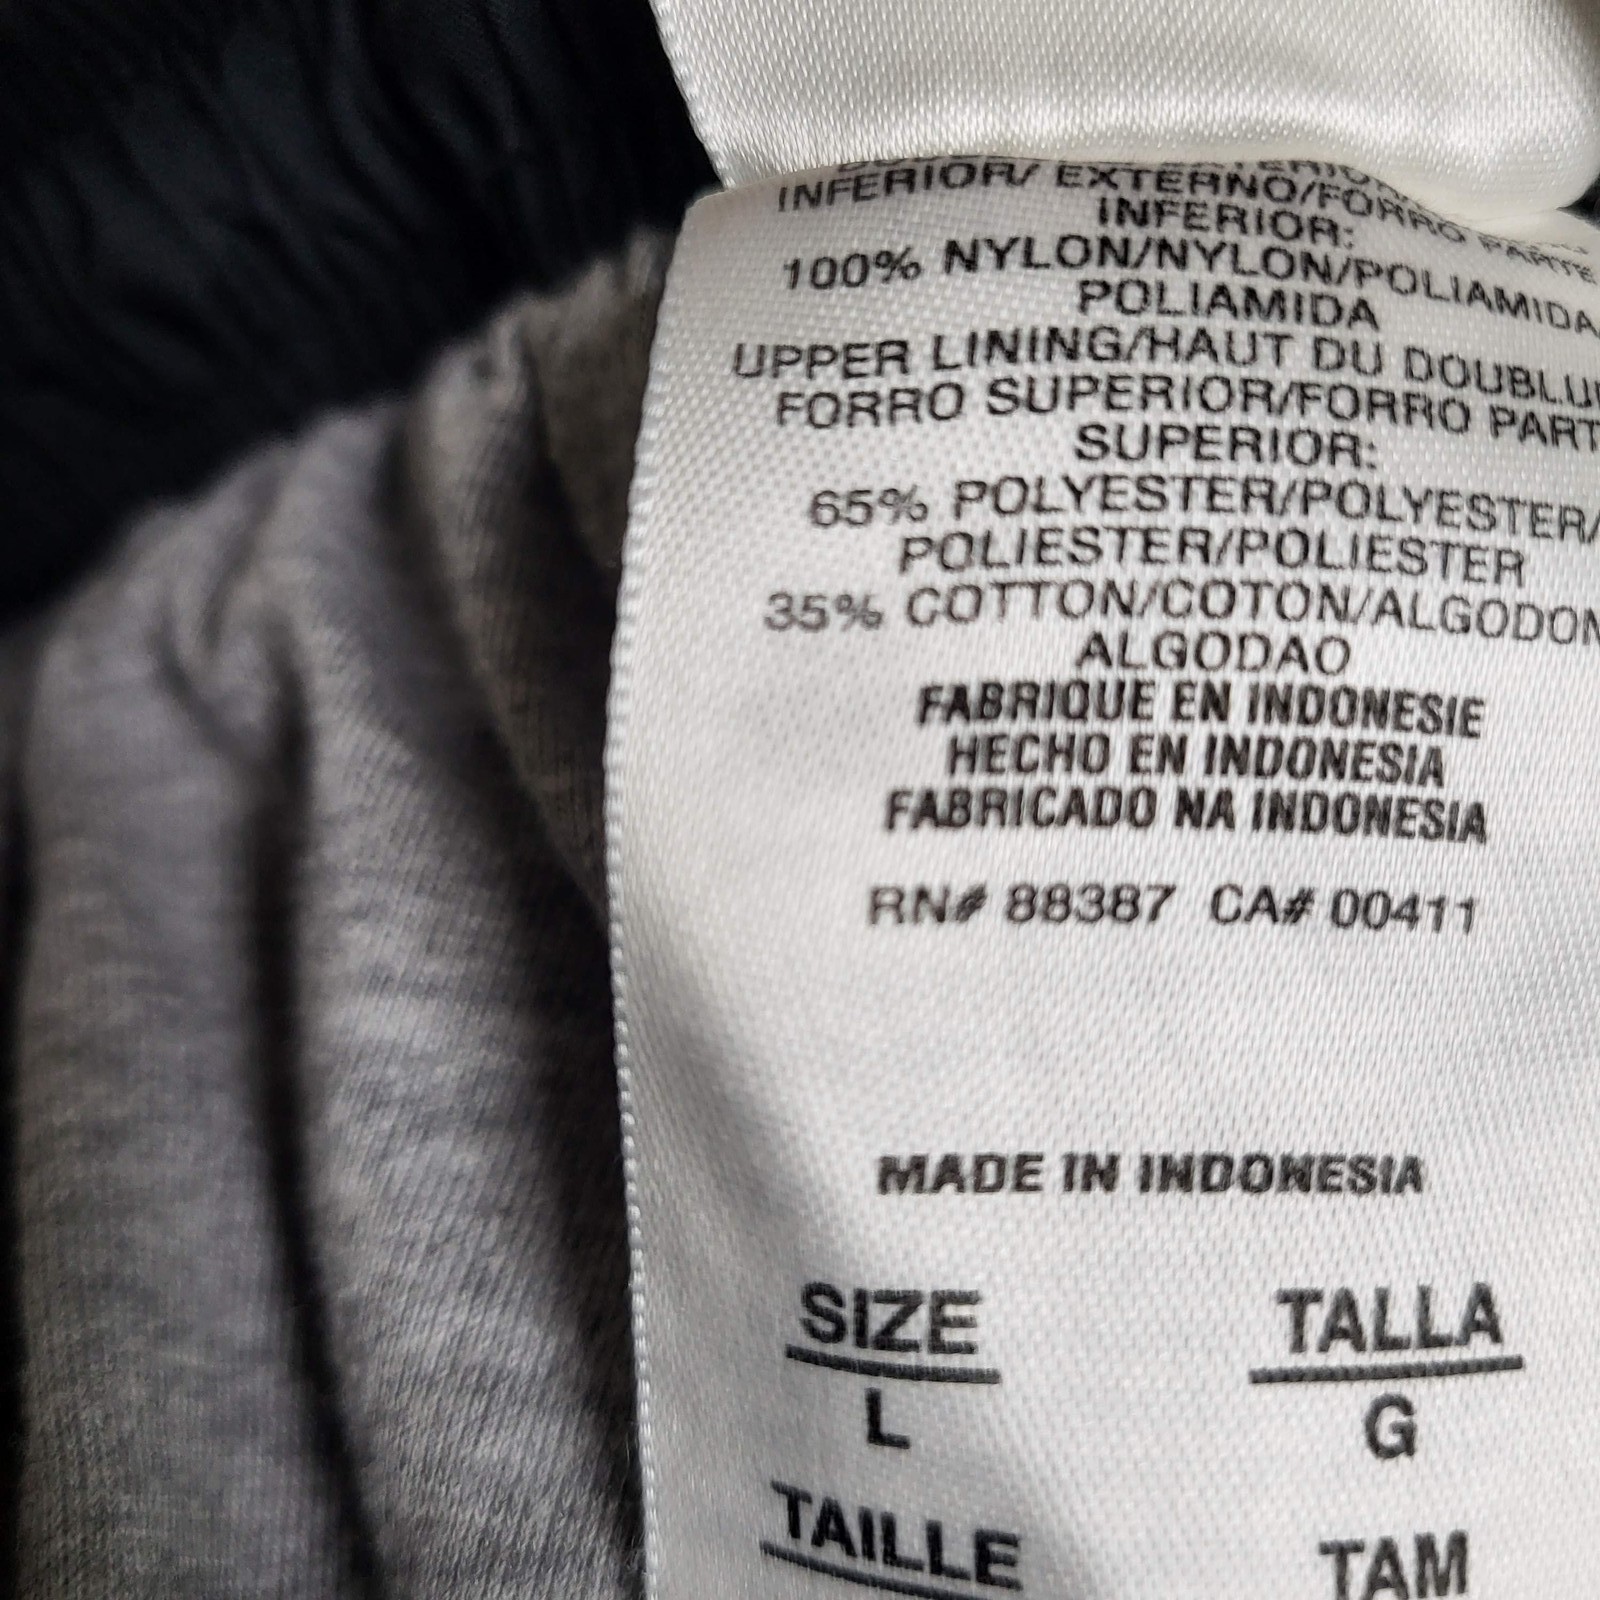 INFERIOR/ EXTERNO/FORRO PARTE
INFERIOR:
100% NYLON/NYLON/POLIAMIDA
POLIAMIDA
UPPER LINING/HAUT DU DOUBLU
FORRO SUPERIOR/FORRO PART
SUPERIOR:
65% POLYESTER/POLYESTER/
POLIESTER/POLIESTER
35% COTTON/COTON/ALGODON
ALGODAO
FABRIQUE EN INDONESIE
HECHO EN INDONESIA
FABRICADO NA INDONESIA
RN# 88387 CA# 00411
MADE IN INDONESIA
SIZE TALLA
L G
TAILLE TAM